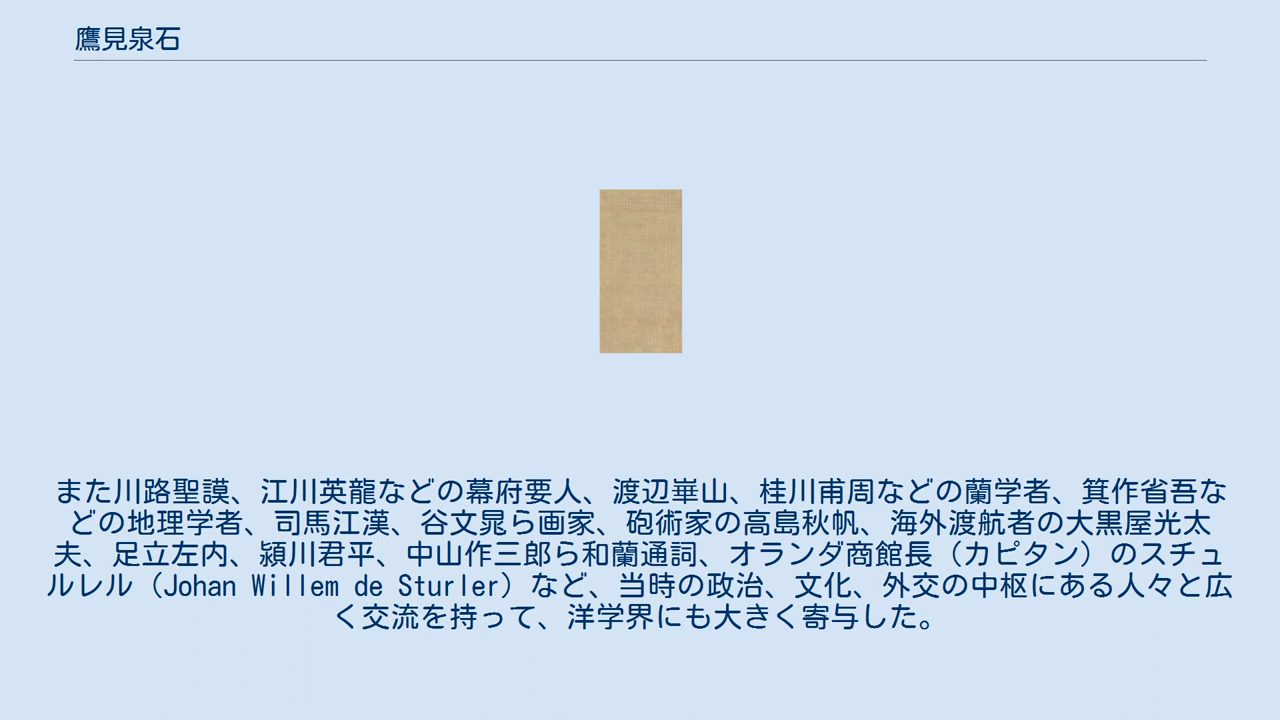 鷹見泉石
また川路聖謨、江川英龍などの幕府要人、渡辺崋山、桂川甫周などの蘭学者、箕作省吾な
どの地理学者、司馬江漢、谷文晁ら画家、砲術家の高島秋帆、海外渡航者の大黒屋光太
夫、足立左内、潁川君平、中山作三郎ら和蘭通詞、オランダ商館長（カピタン）のスチュ
ルレル（Johan Willem de Sturler）など、当時の政治、文化、外交の中枢にある人々と広
く交流を持って、洋学界にも大きく寄与した。